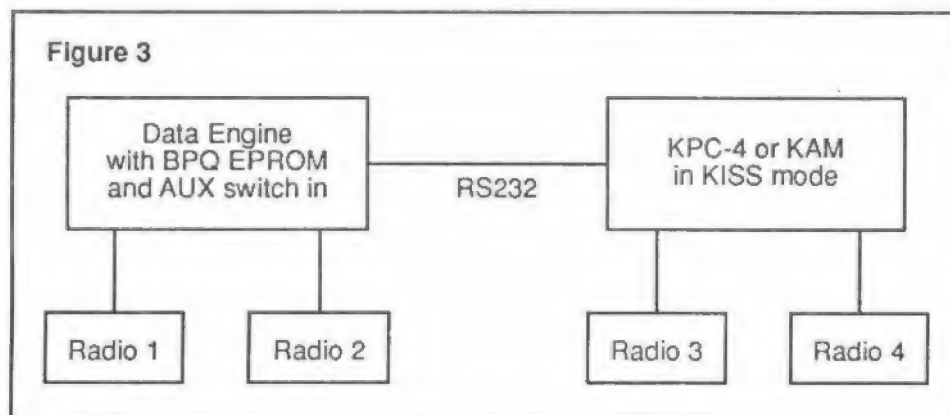 Figure 3
Data Engine
with BPQ EPROM
and AUX switch in
RS232
KPC-4 or KAM
in KISS mode
Radio 1
Radio 2
Radio 3
Radio 4